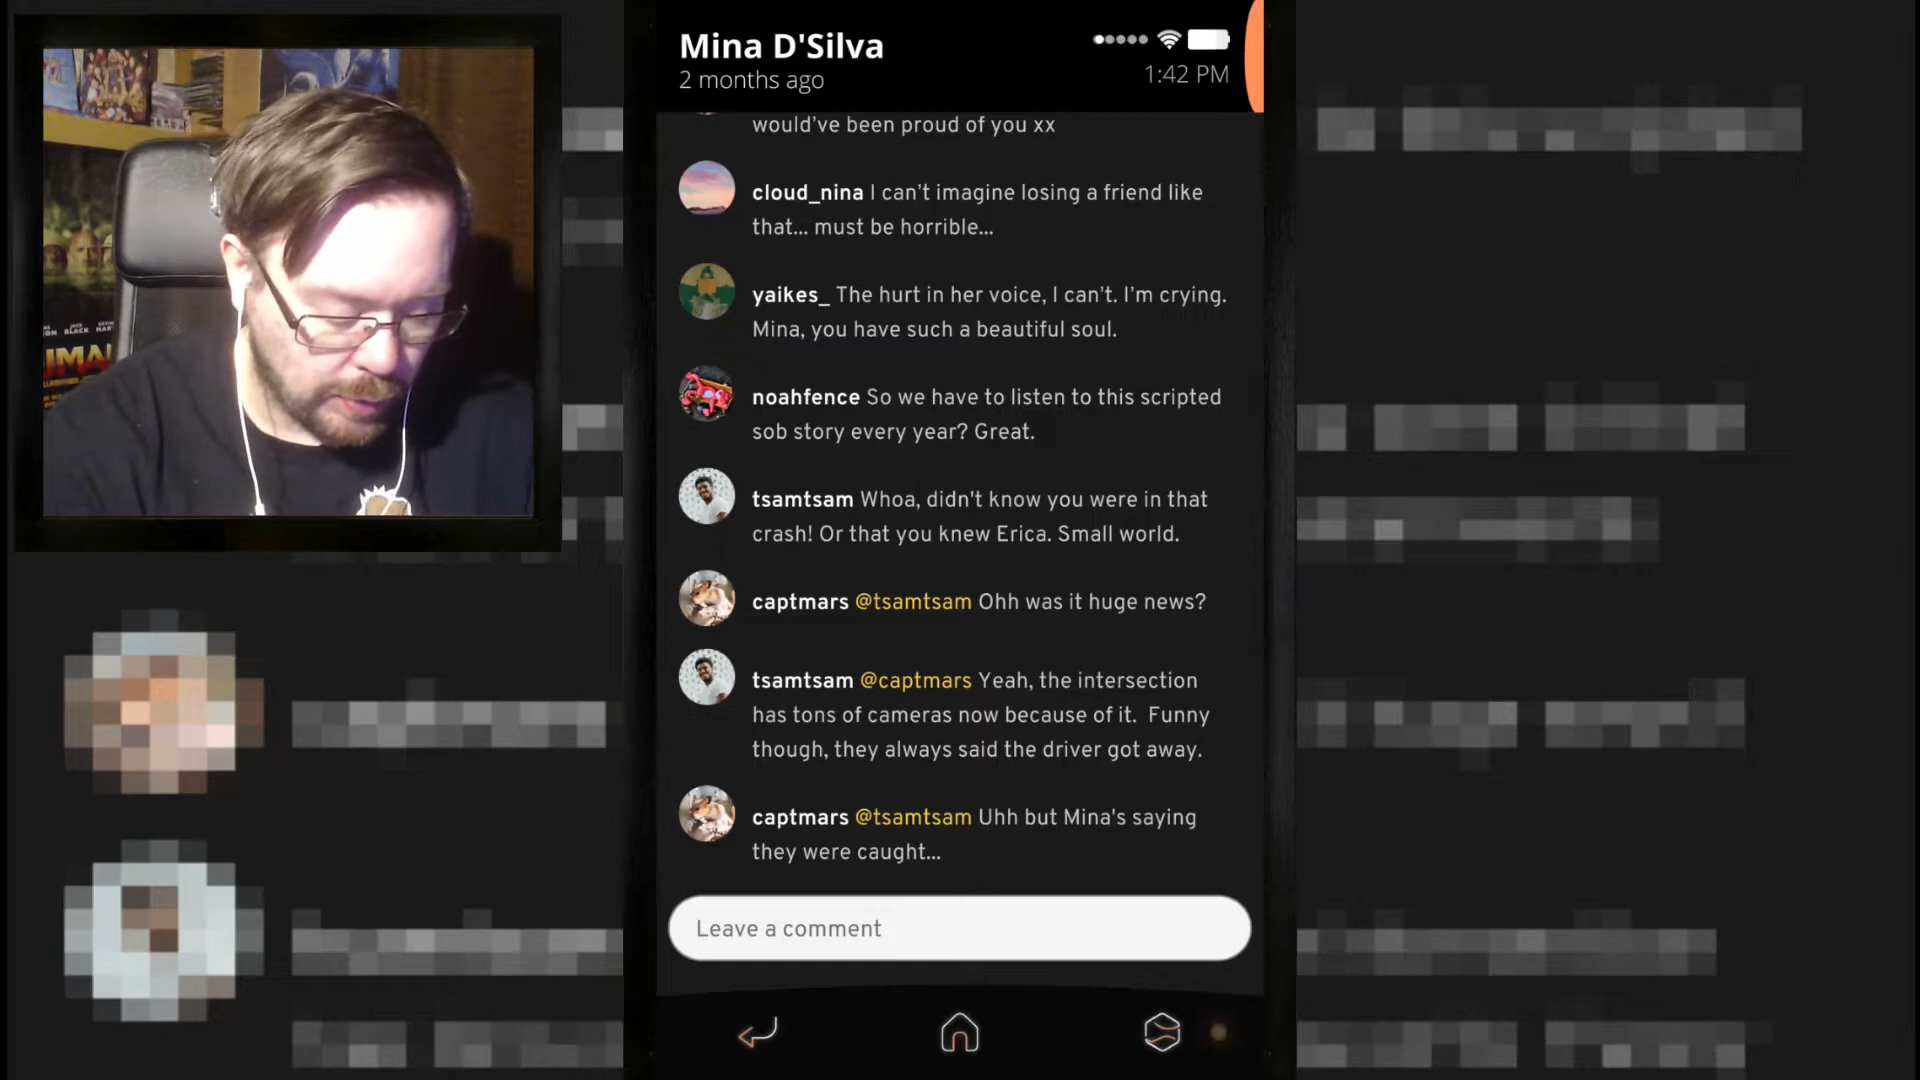 Mina D'Silva
2 months ago
1:42 PM
would've been proud of you xx
cloud_nina I can't imagine losing a friend like
that... must be horrible...
yaikes_ The hurt in her voice, I can't. I'm crying.
Mina, you have such a beautiful soul.
noahfence So we have to listen to this scripted
sob story every year? Great.
tsamtsam Whoa, didn't know you were in that
crash! Or that you knew Erica. Small world.
captmars @tsamtsam Ohh was it huge news?
tsamtsam @captmars Yeah, the intersection
has tons of cameras now because of it.  Funny
though, they always said the driver got away.
captmars @tsamtsam Uhh but Mina's saying
they were caught...
Leave a comment
JACK
BLACK